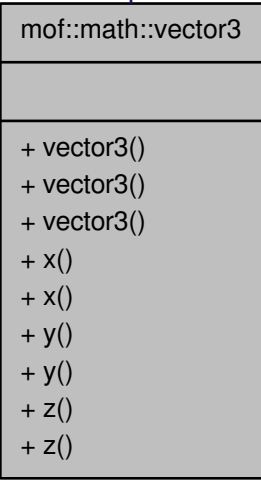 mof::math::vector3
+ vector3()
+ vector3()
+ vector3()
+ x()
+ x()
+ y()
+ y()
+ z()
+ z()